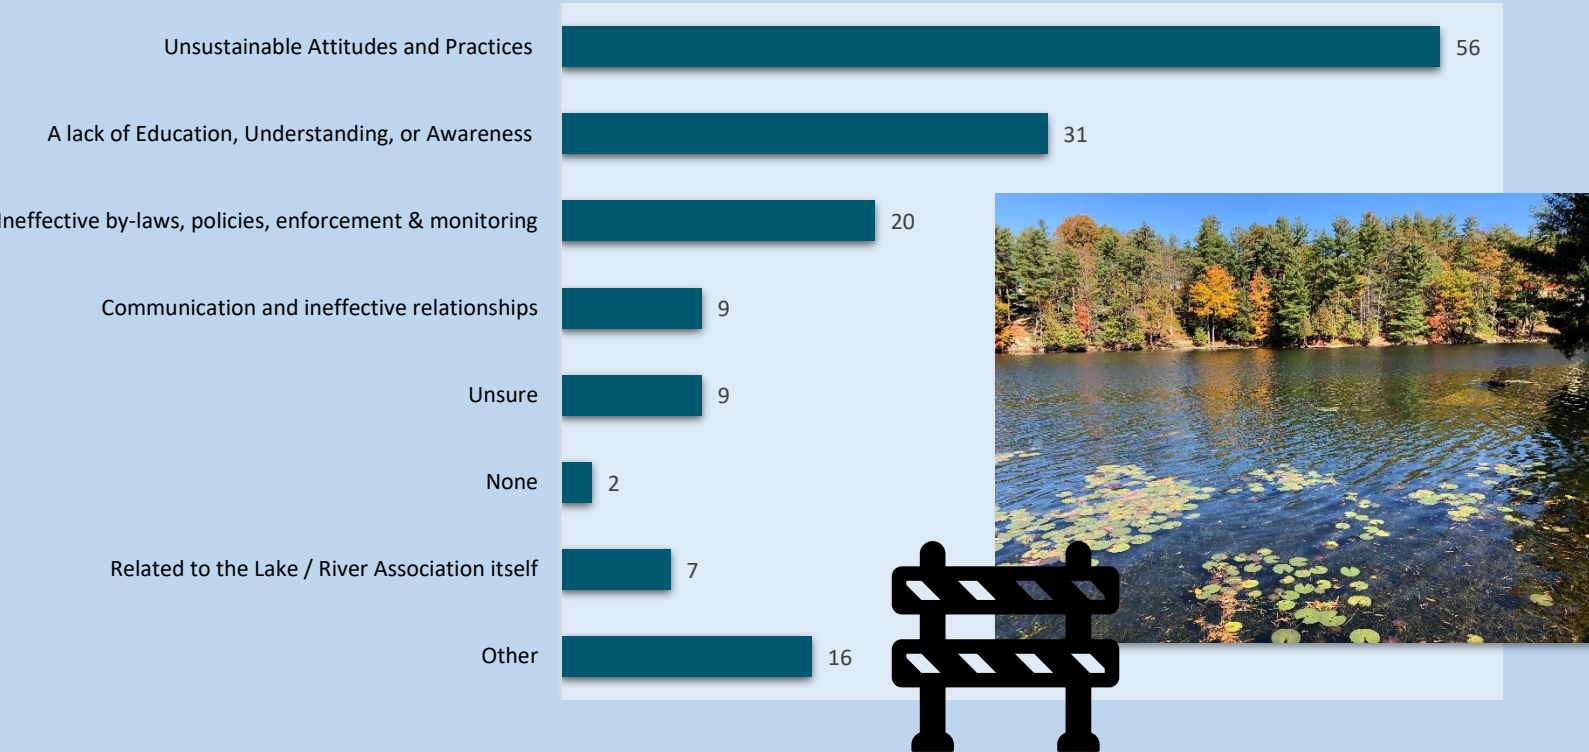 Unsustainable Attitudes and Practices 56
A lack of Education, Understanding, or Awareness 31
Ineffective by-laws, policies, enforcement & monitoring 20
Communication and ineffective relationships 9
Unsure 9
None 2
Related to the Lake / River Association itself 7
Other 16